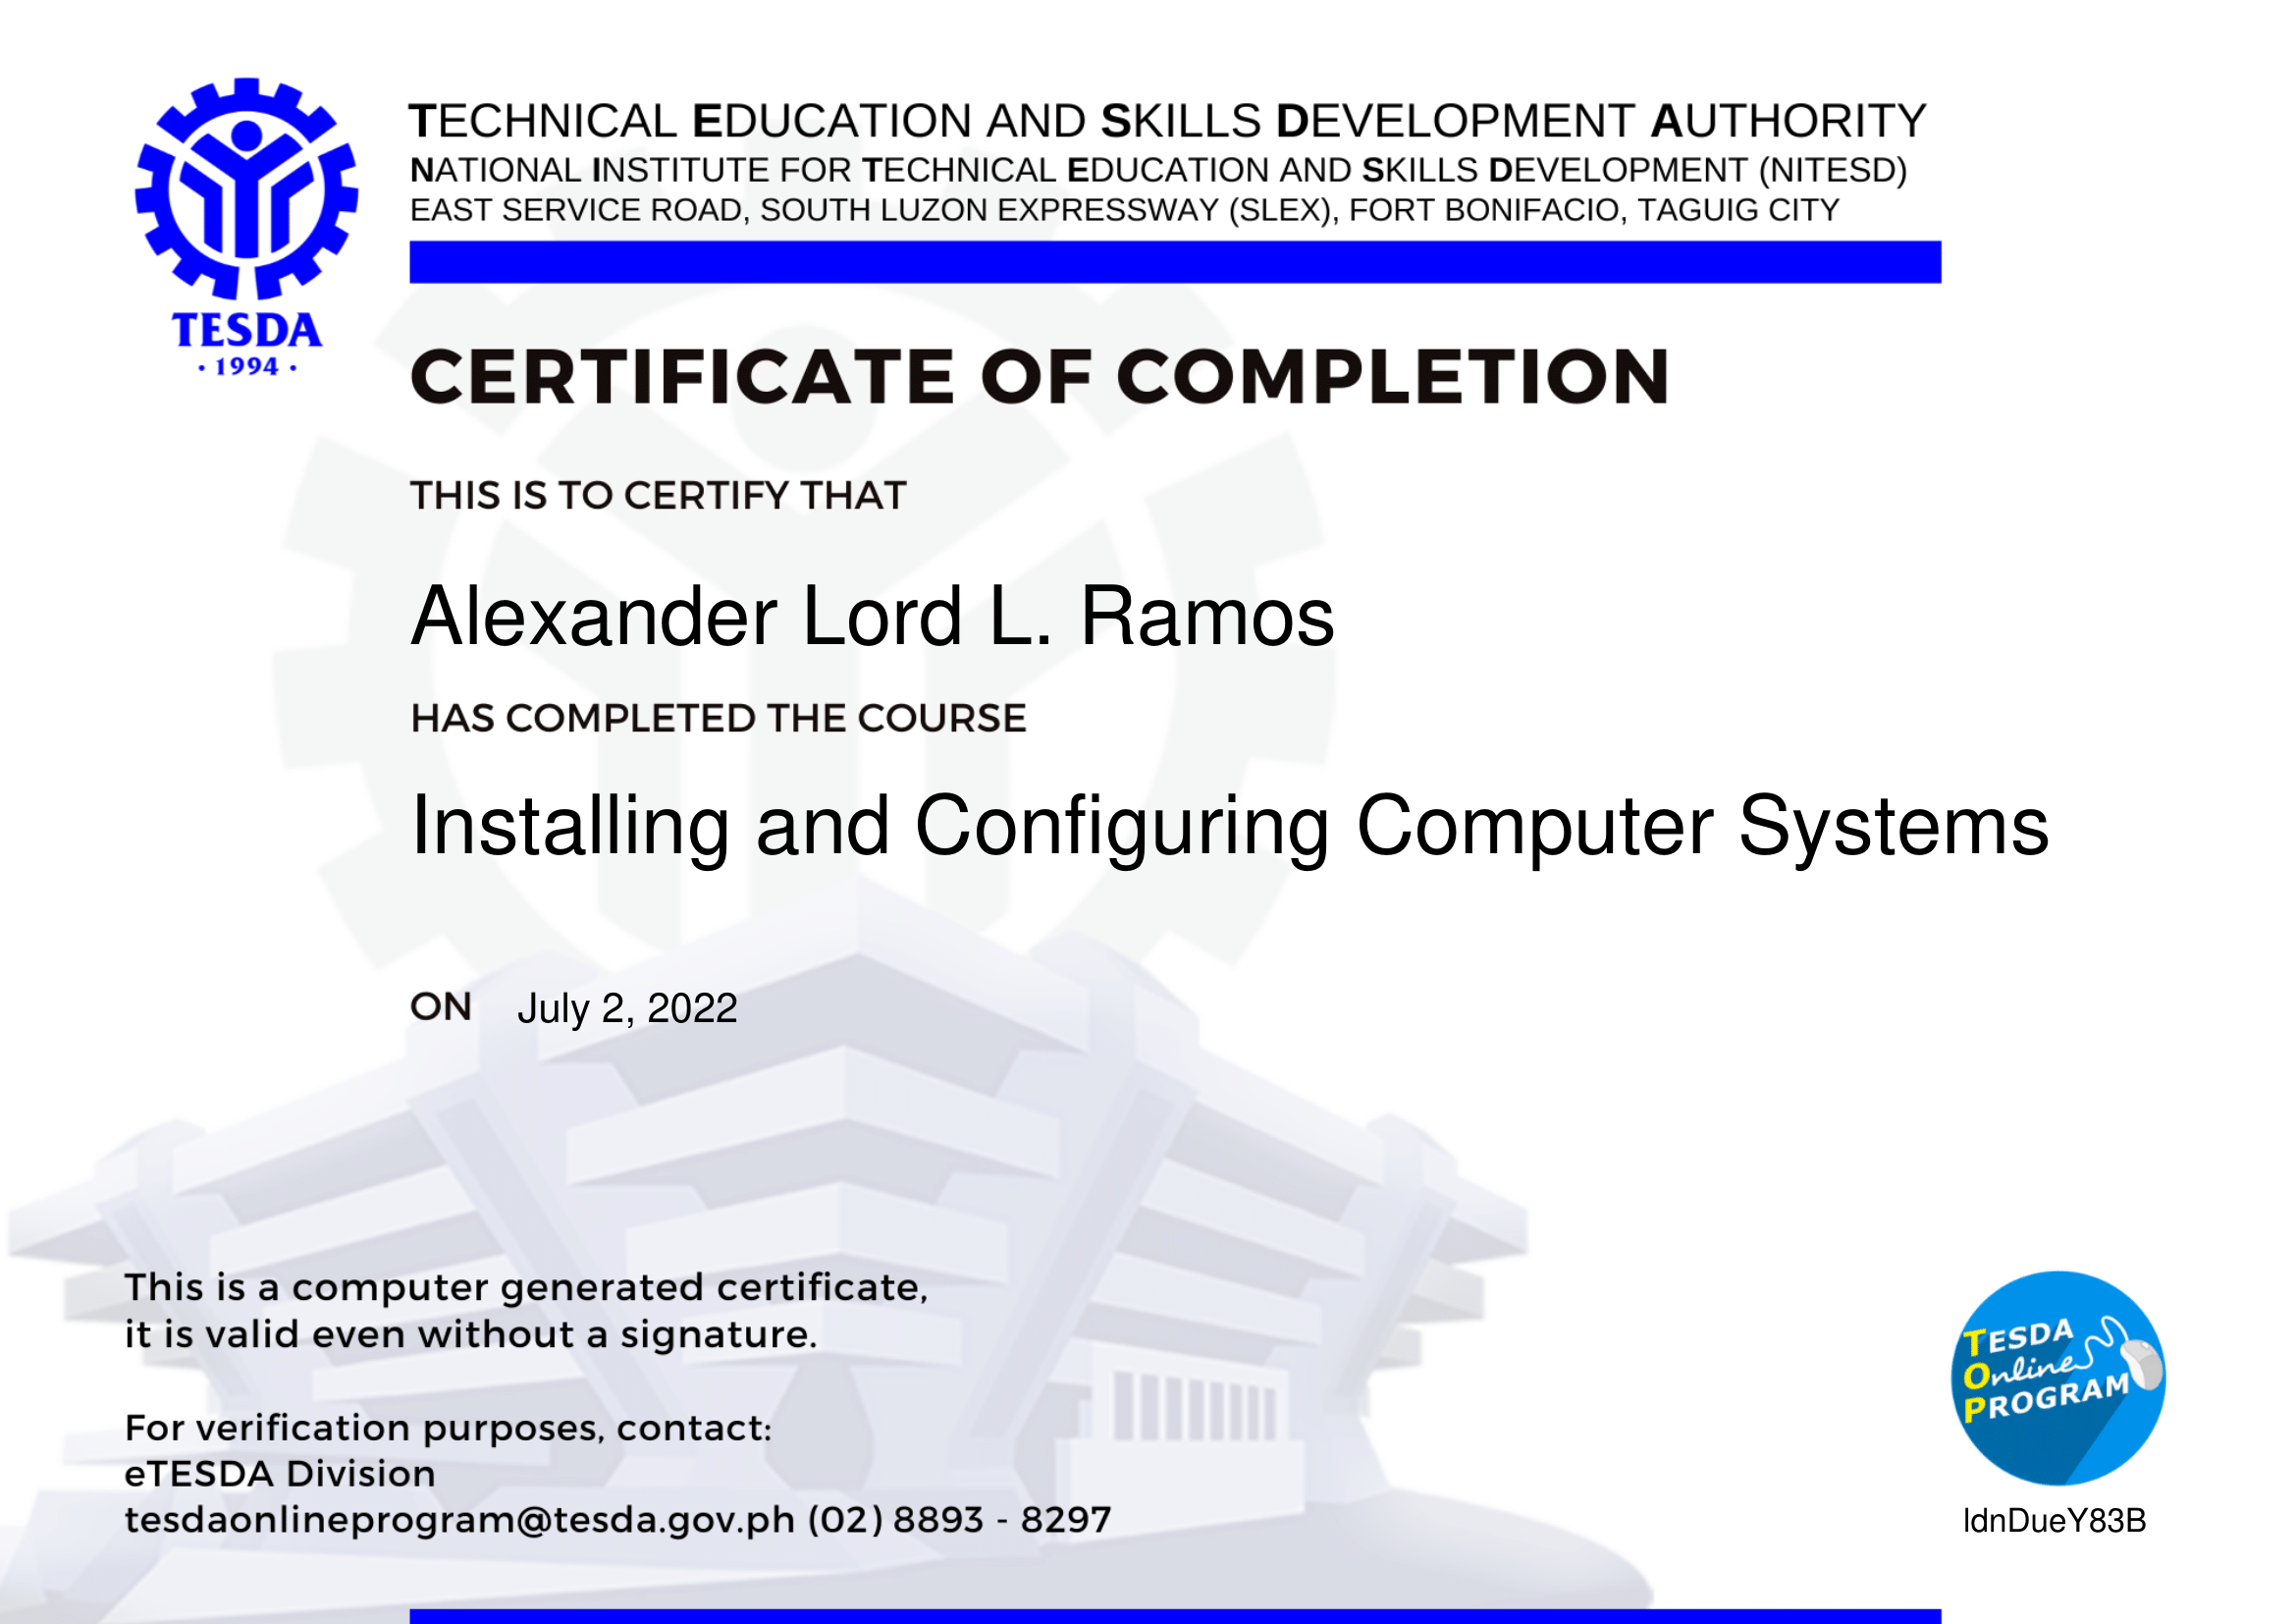 TECHNICAL EDUCATION AND SKILLS DEVELOPMENT AUTHORITY
NATIONAL INSTITUTE FOR TECHNICAL EDUCATION AND SKILLS DEVELOPMENT (NITESD)
EAST SERVICE ROAD, SOUTH LUZON EXPRESSWAY (SLEX), FORT BONIFACIO, TAGUIG CITY
TESDA
· 1994 ·
CERTIFICATE OF COMPLETION
THIS IS TO CERTIFY THAT
Alexander Lord L. Ramos
HAS COMPLETED THE COURSE
Installing and Configuring Computer Systems
ON July 2, 2022
This is a computer generated certificate,
it is valid even without a signature.
For verification purposes, contact:
eTESDA Division
tesdaonlineprogram@tesda.gov.ph (02) 8893 - 8297
TESDA
Online
PROGRAM
ldnDueY83B